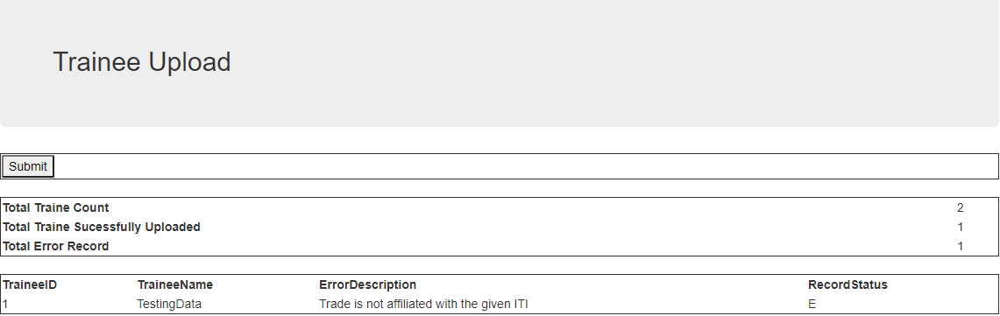 Trainee Upload
Submit
Total Traine Count 2
Total Traine Sucessfully Uploaded 1
Total Error Record 1
TraineeID TraineeName ErrorDescription RecordStatus
1 TestingData Trade is not affiliated with the given ITI E